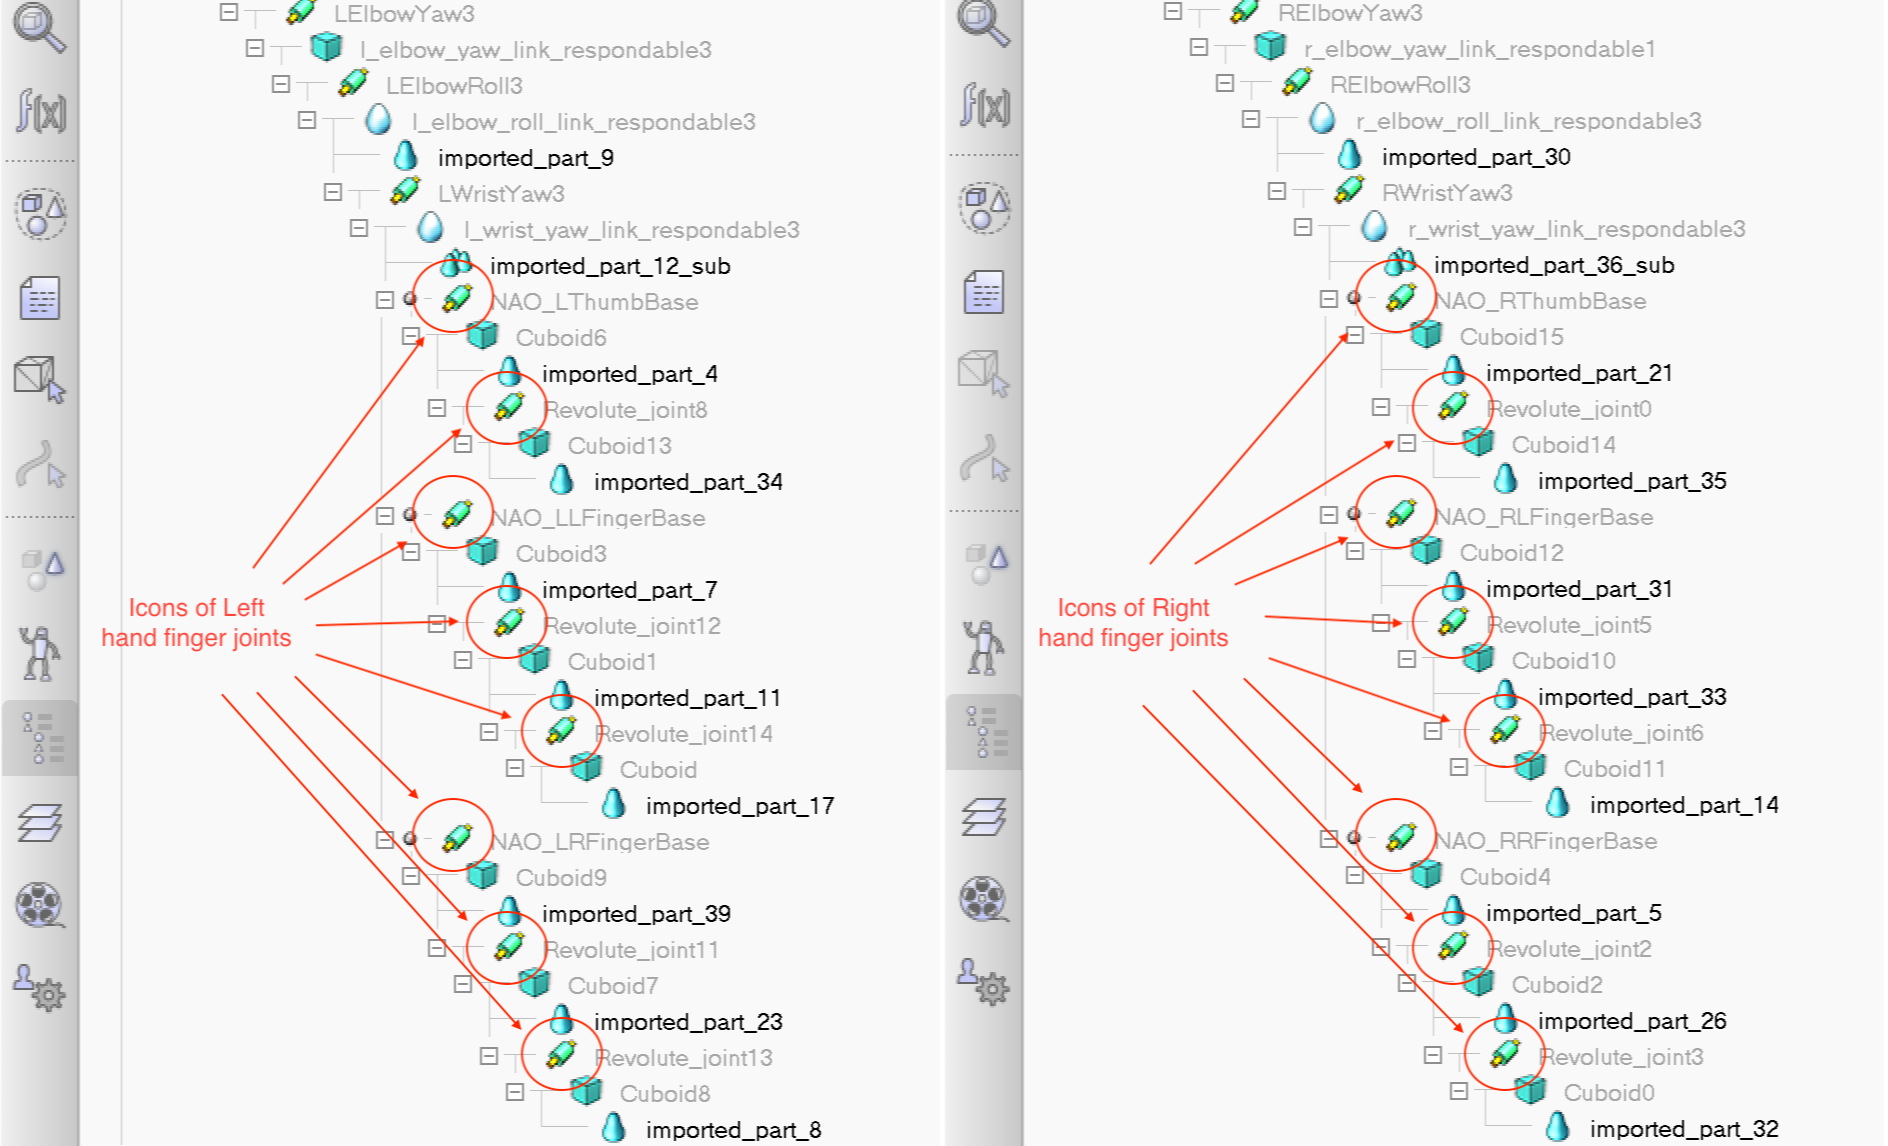 LElbowYaw3
l_elbow_yaw_link_respondable3
LElbowRoll3
l_elbow_roll_link_respondable3
imported_part_9
LWristYaw3
l_wrist_yaw_link_respondable3
imported_part_12_sub
NAO_LThumbBase
Cuboid6
imported_part_4
Revolute_joint8
Cuboid13
imported_part_34
NAO_LLFingerBase
Cuboid3
imported_part_7
Revolute_joint12
Cuboid1
imported_part_11
Revolute_joint14
Cuboid
imported_part_17
NAO_LRFingerBase
Cuboid9
imported_part_39
Revolute_joint11
Cuboid7
imported_part_23
Revolute_joint13
Cuboid8
imported_part_8
Icons of Left
hand finger joints
f(x)
RElbowYaw3
r_elbow_yaw_link_respondable1
RElbowRoll3
r_elbow_roll_link_respondable3
imported_part_30
RWristYaw3
r_wrist_yaw_link_respondable3
imported_part_36_sub
NAO_RThumbBase
Cuboid15
imported_part_21
Revolute_joint0
Cuboid14
imported_part_35
NAO_RLFingerBase
Cuboid12
imported_part_31
Revolute_joint5
Cuboid10
imported_part_33
Revolute_joint6
Cuboid11
imported_part_14
NAO_RRFingerBase
Cuboid4
imported_part_5
Revolute_joint2
Cuboid2
imported_part_26
Revolute_joint3
Cuboid0
imported_part_32
Icons of Right
hand finger joints
f(x)